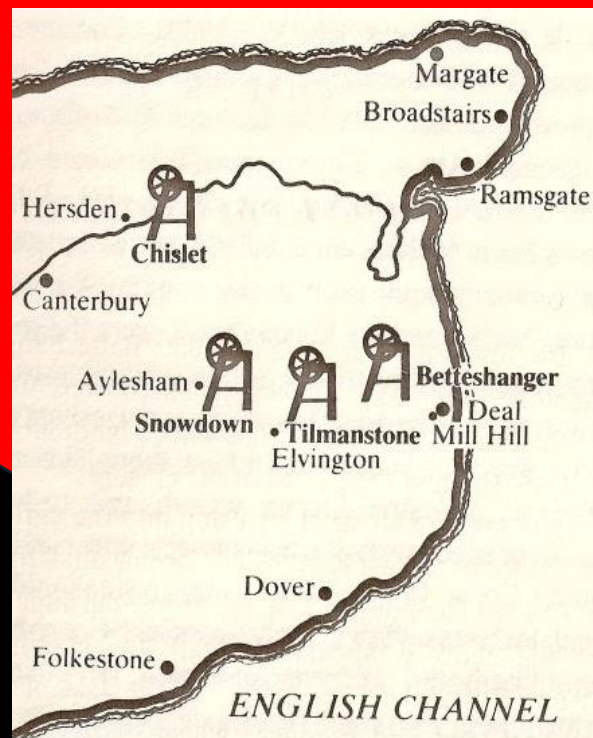 Margate
Broadstairs
Ramsgate
Hersden
Chislet
Canterbury
Betteshanger
Aylesham
Deal
Snowdown
Tilmanstone
Mill Hill
Elvington
Dover
Folkestone
ENGLISH CHANNEL